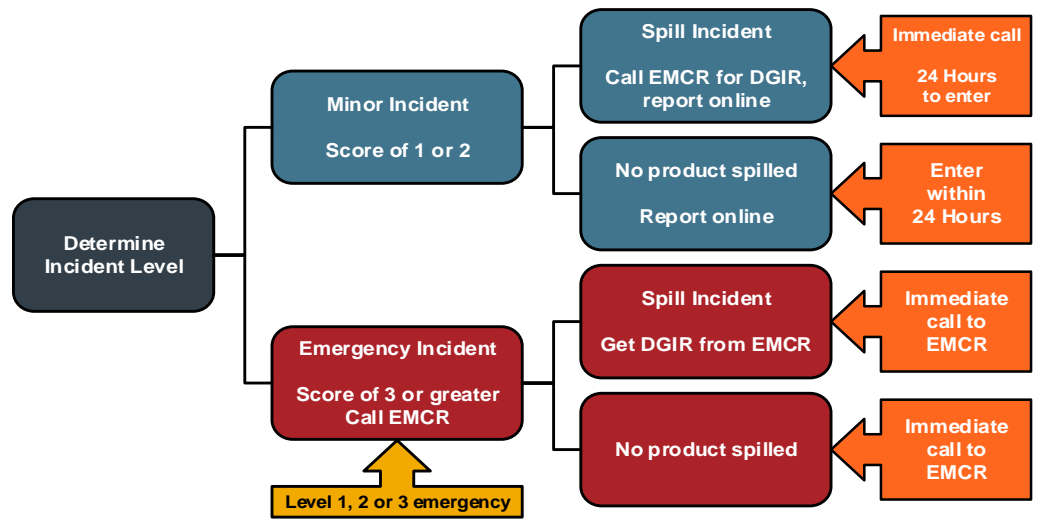 Determine
Incident Level
Minor Incident
Score of 1 or 2
Spill Incident
Call EMCR for DGIR,
report online
Immediate call
24 Hours
to enter
No product spilled
Report online
Enter
within
24 Hours
Emergency Incident
Score of 3 or greater
Call EMCR
Level 1, 2 or 3 emergency
Spill Incident
Get DGIR from EMCR
Immediate
call to
EMCR
No product spilled
Immediate
call to
EMCR